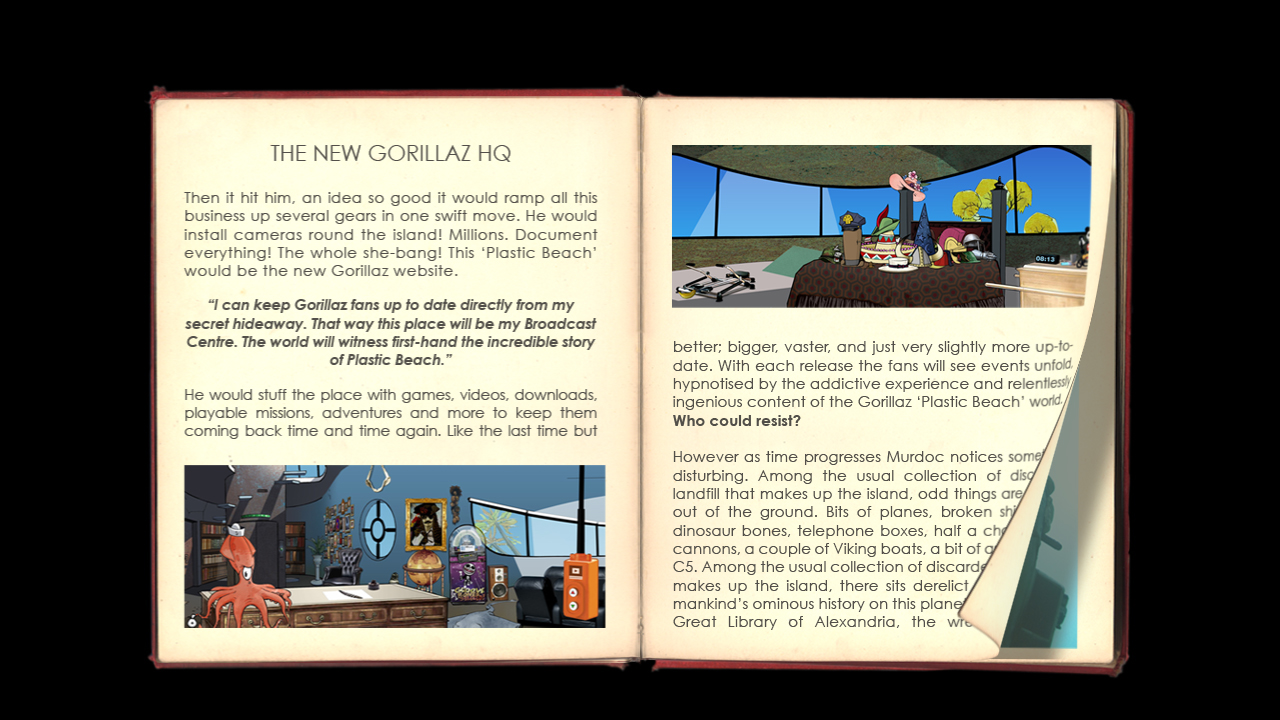 THE NEW GORILLAZ HQ
Then it hit him, an idea so good it would ramp all this
business up several gears in one swift move. He would
install cameras round the island! Millions. Document
everything! The whole she-bang! This ‘Plastic Beach’
would be the new Gorillaz website.
“I can keep Gorillaz fans up to date directly from my
secret hideaway. That way this place will be my Broadcast
Centre. The world will witness first-hand the incredible story
of Plastic Beach.”
He would stuff the place with games, videos, downloads,
playable missions, adventures and more to keep them
coming back time and time again. Like the last time but
08:13
better; bigger, vaster, and just very slightly more up-to-
date. With each release the fans will see events unfold,
hypnotised by the addictive experience and relentlessly
ingenious content of the Gorillaz ‘Plastic Beach’ world.
Who could resist?
However as time progresses Murdoc notices
disturbing. Among the usual collection of
landfill that makes up the island, odd things are
out of the ground. Bits of planes, broken
dinosaur bones, telephone boxes, half a
cannons, a couple of Viking boats, a bit of
C5. Among the usual collection of
makes up the island, there sits derelict
mankind’s ominous history on this
Great Library of Alexandria, the